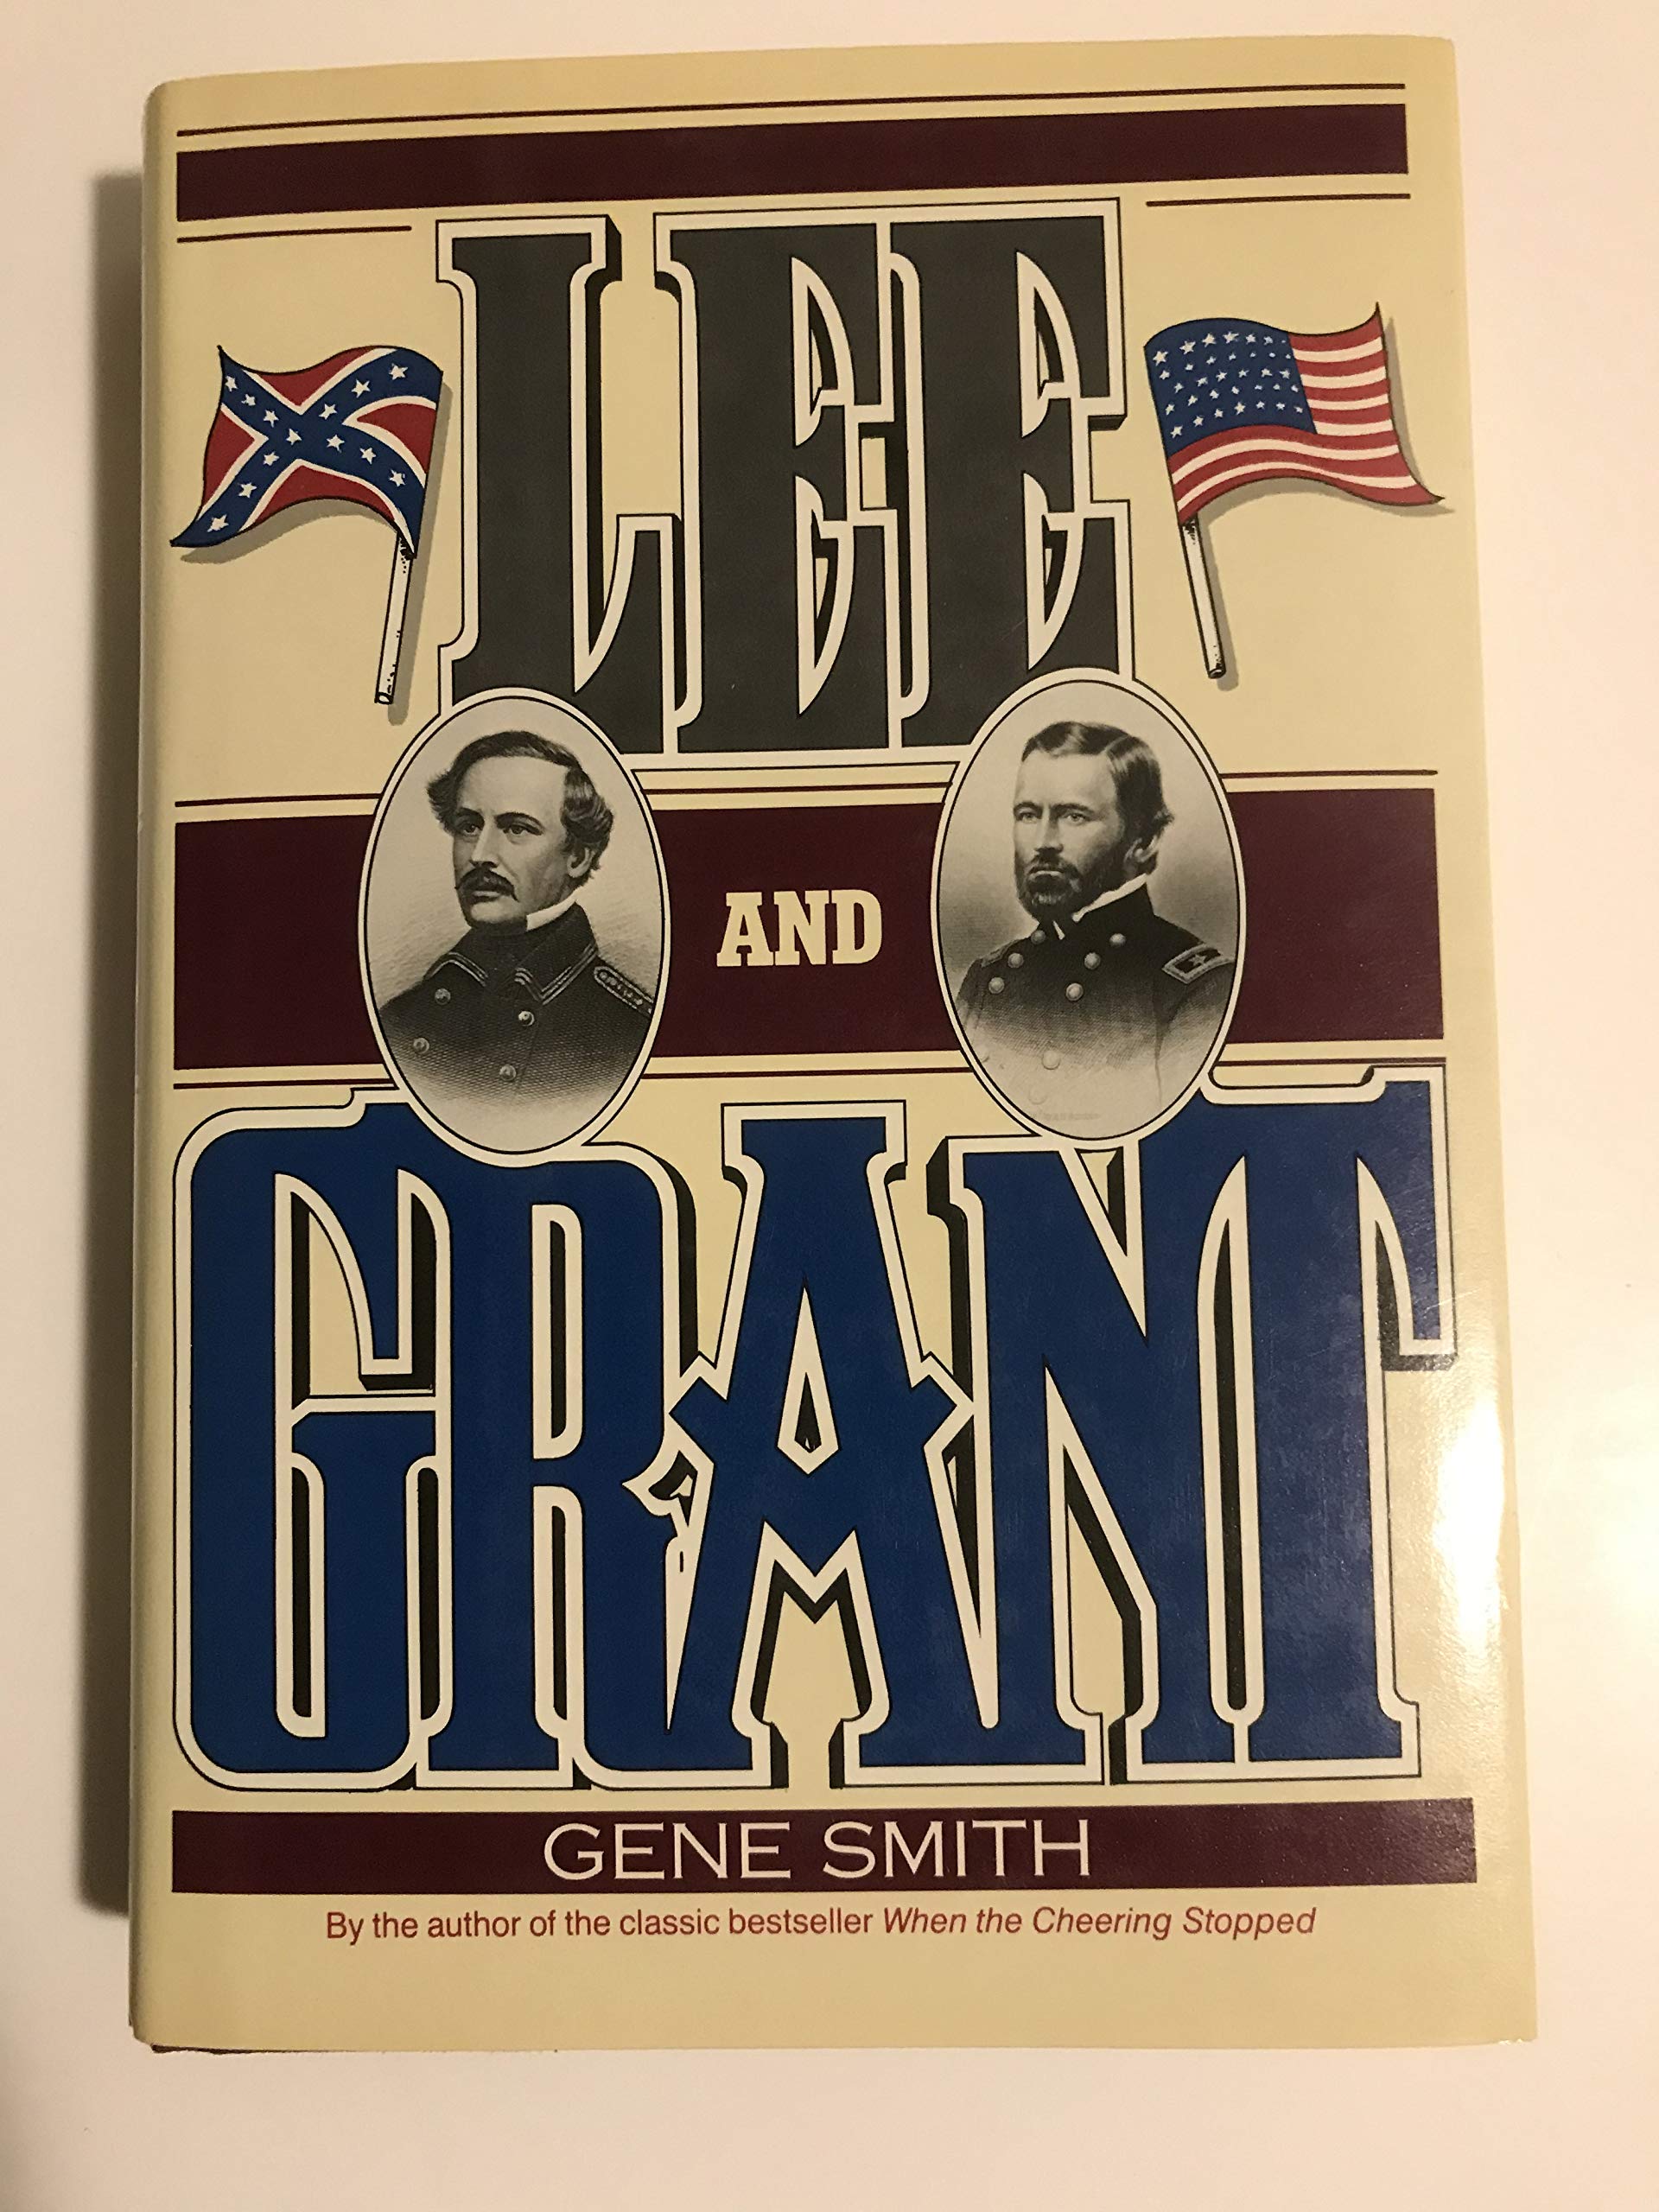 LEE
AND
GRANT
GENE SMITH
By the author of the classic bestseller When the Cheering Stopped